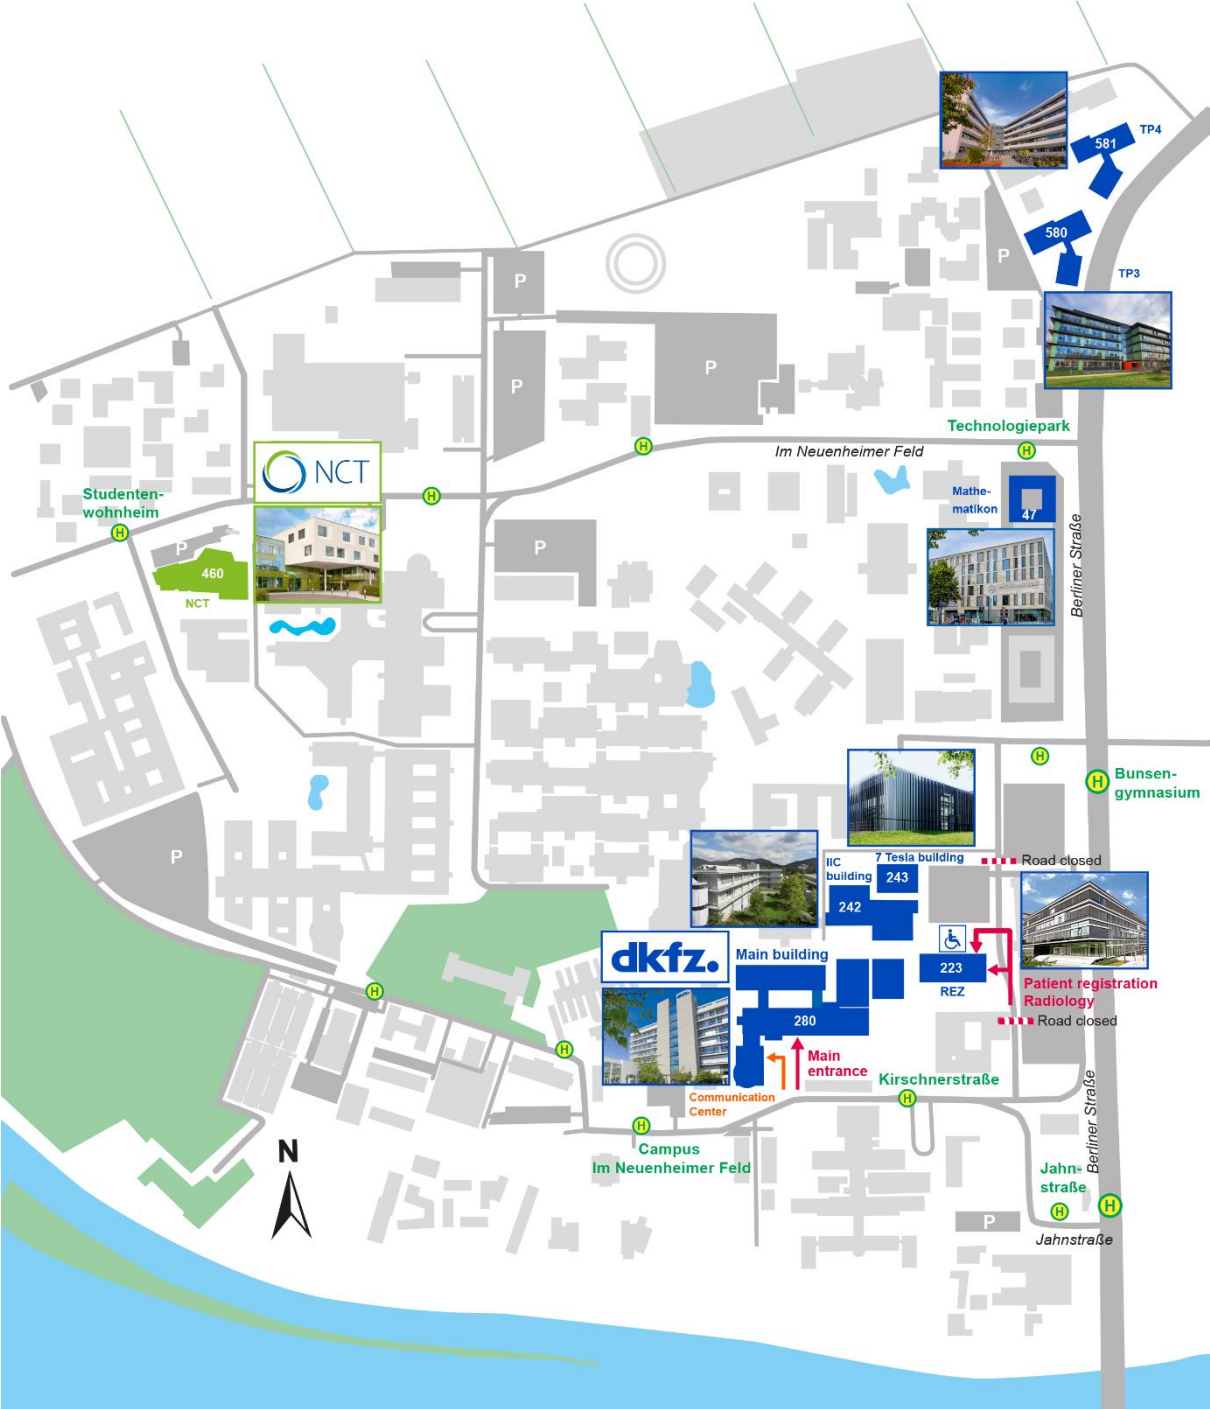 581
TP4
580
P
TP3
P
P
P
Technologiepark
H
H
Im Neuenheimer Feld
NCT
Studenten-
wohnheim
H
H
Mathe-
matikon
47
Berliner Straße
P
P
460
NCT
H
H
Bunsen-
gymnasium
P
7 Tesla building
IIC
building
243
Road closed
242
dkfz.
Main building
223
REZ
Patient registration
Radiology
H
280
Road closed
H
Main
entrance
Kirschnerstraße
H
Communication
Center
Berliner Straße
H
Campus
Im Neuenheimer Feld
N
Jahn-
straße
H
H
P
Jahnstraße